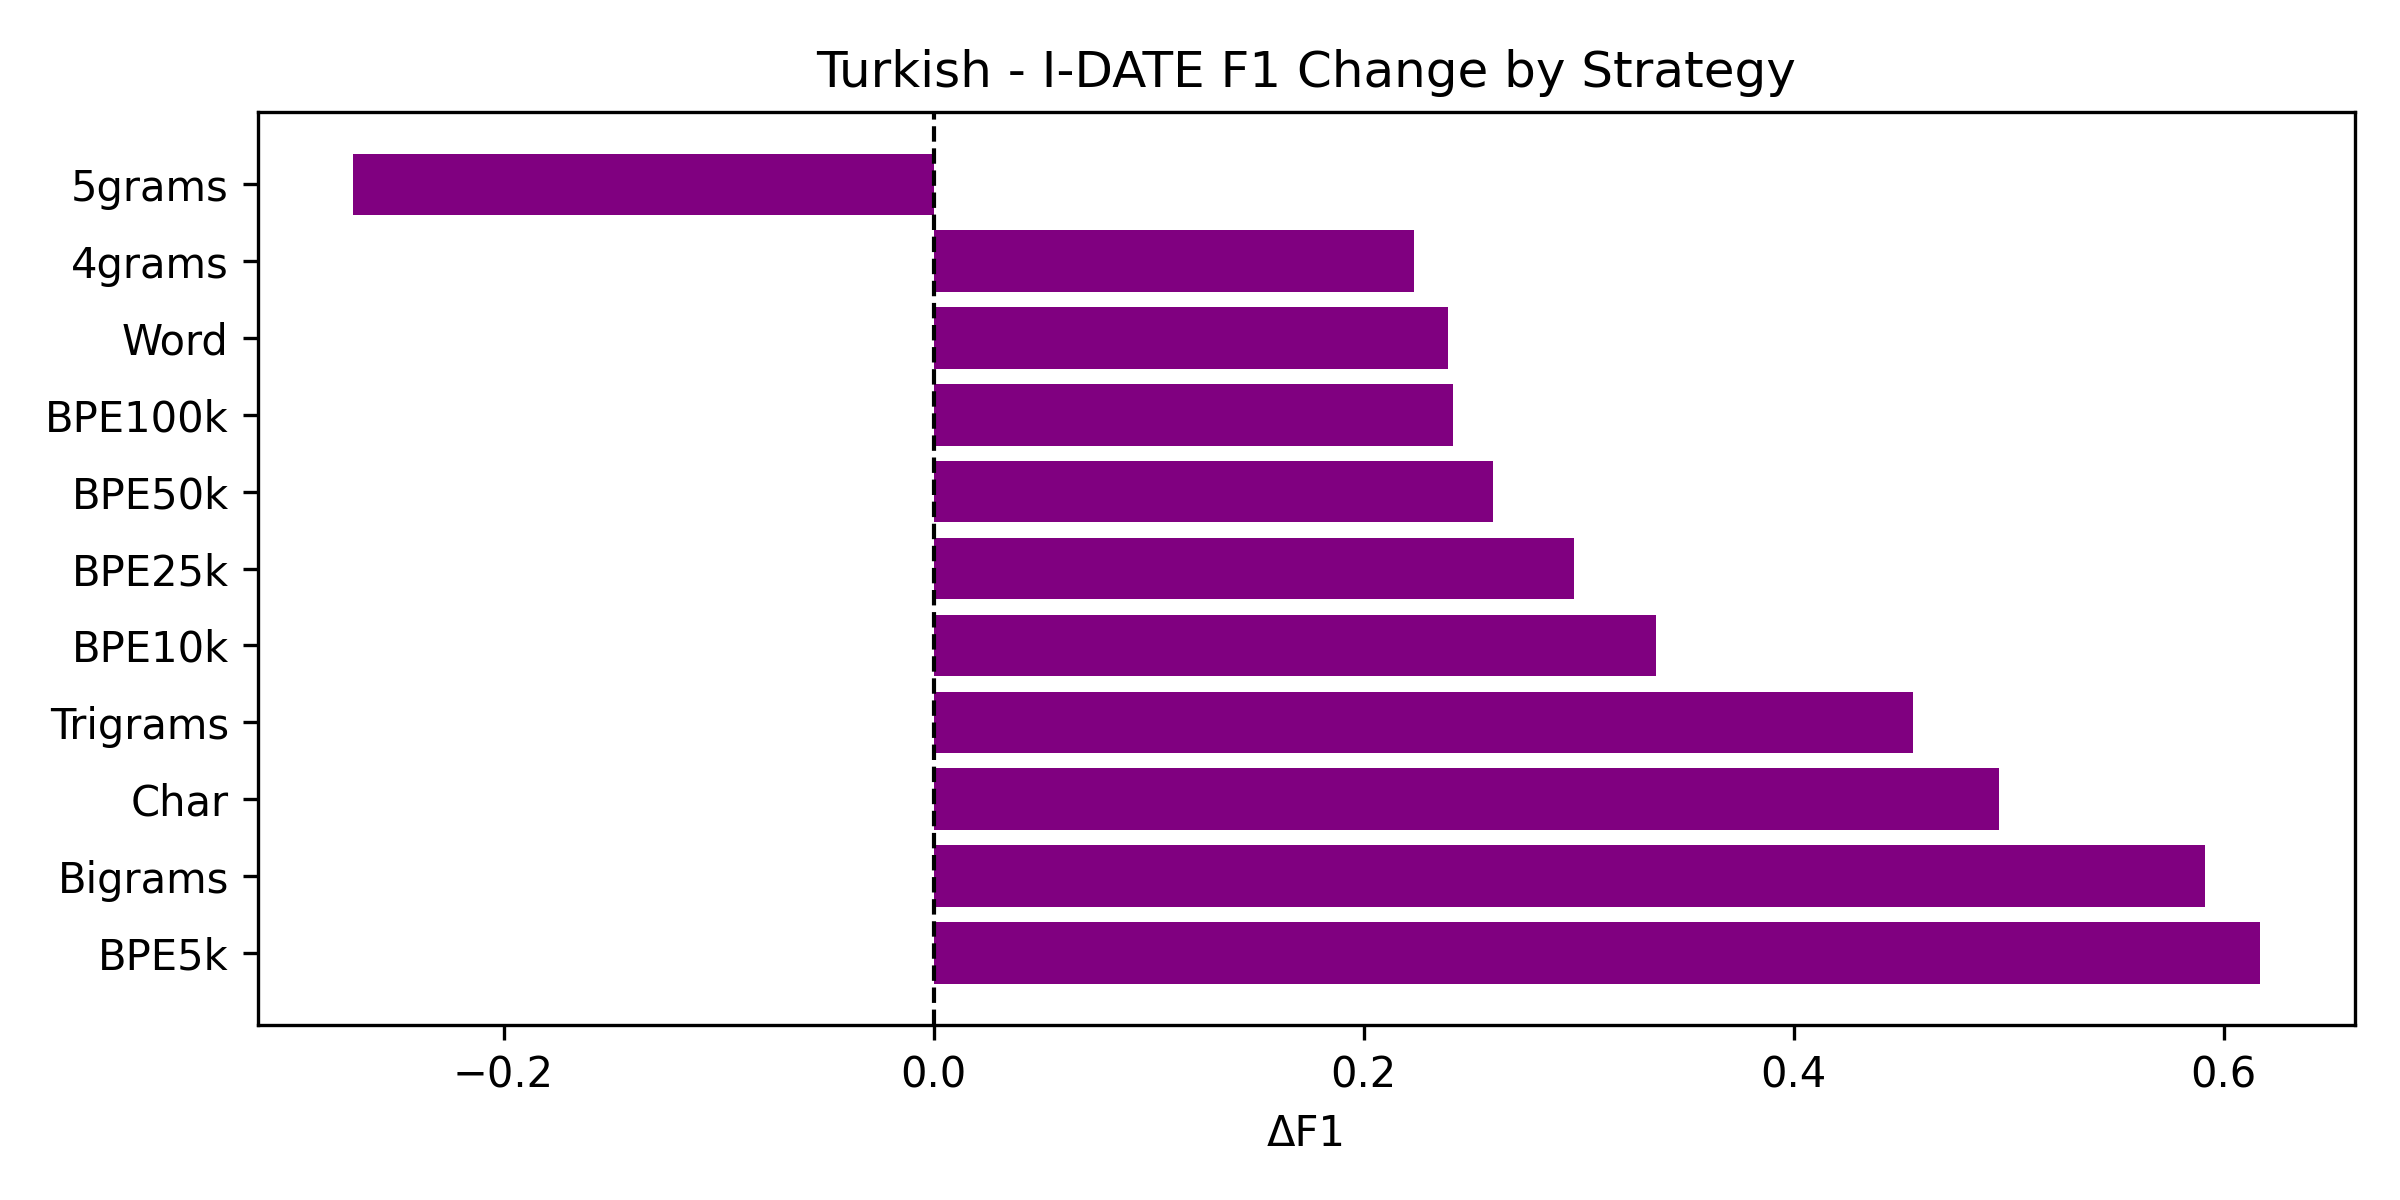 Turkish - I-DATE F1 Change by Strategy
5grams
4grams
Word
BPE100k
BPE50k
BPE25k
BPE10k
Trigrams
Char
Bigrams
BPE5k
−0.2 0.0 0.2 0.4 0.6
ΔF1